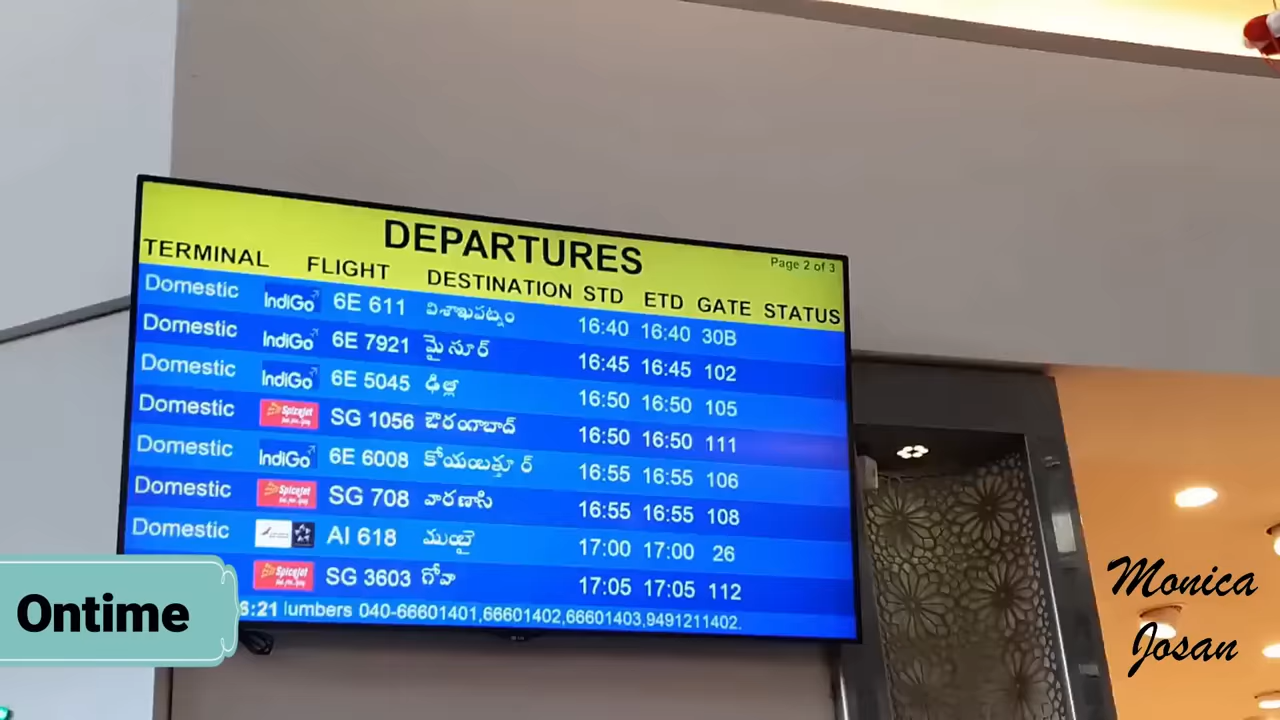 DEPARTURES
Page 2 of 3
TERMINAL FLIGHT DESTINATION STD ETD GATE STATUS
Domestic IndiGo 6E 611 విశాఖపట్నం 16:40 16:40 30B
Domestic IndiGo 6E 7921 మైసూర్ 16:45 16:45 102
Domestic IndiGo 6E 5045 ఢిల్లీ 16:50 16:50 105
Domestic SpiceJet SG 1056 ఔరంగాబాద్ 16:50 16:50 111
Domestic IndiGo 6E 6008 కోయంబత్తూర్ 16:55 16:55 106
Domestic SpiceJet SG 708 వారణాసి 16:55 16:55 108
Domestic AI 618 ముంబై 17:00 17:00 26
SpiceJet SG 3603 గోవా 17:05 17:05 112
6:21 lumbers 040-66601401,66601402,66601403,9491211402.
Ontime
Monica
Josan